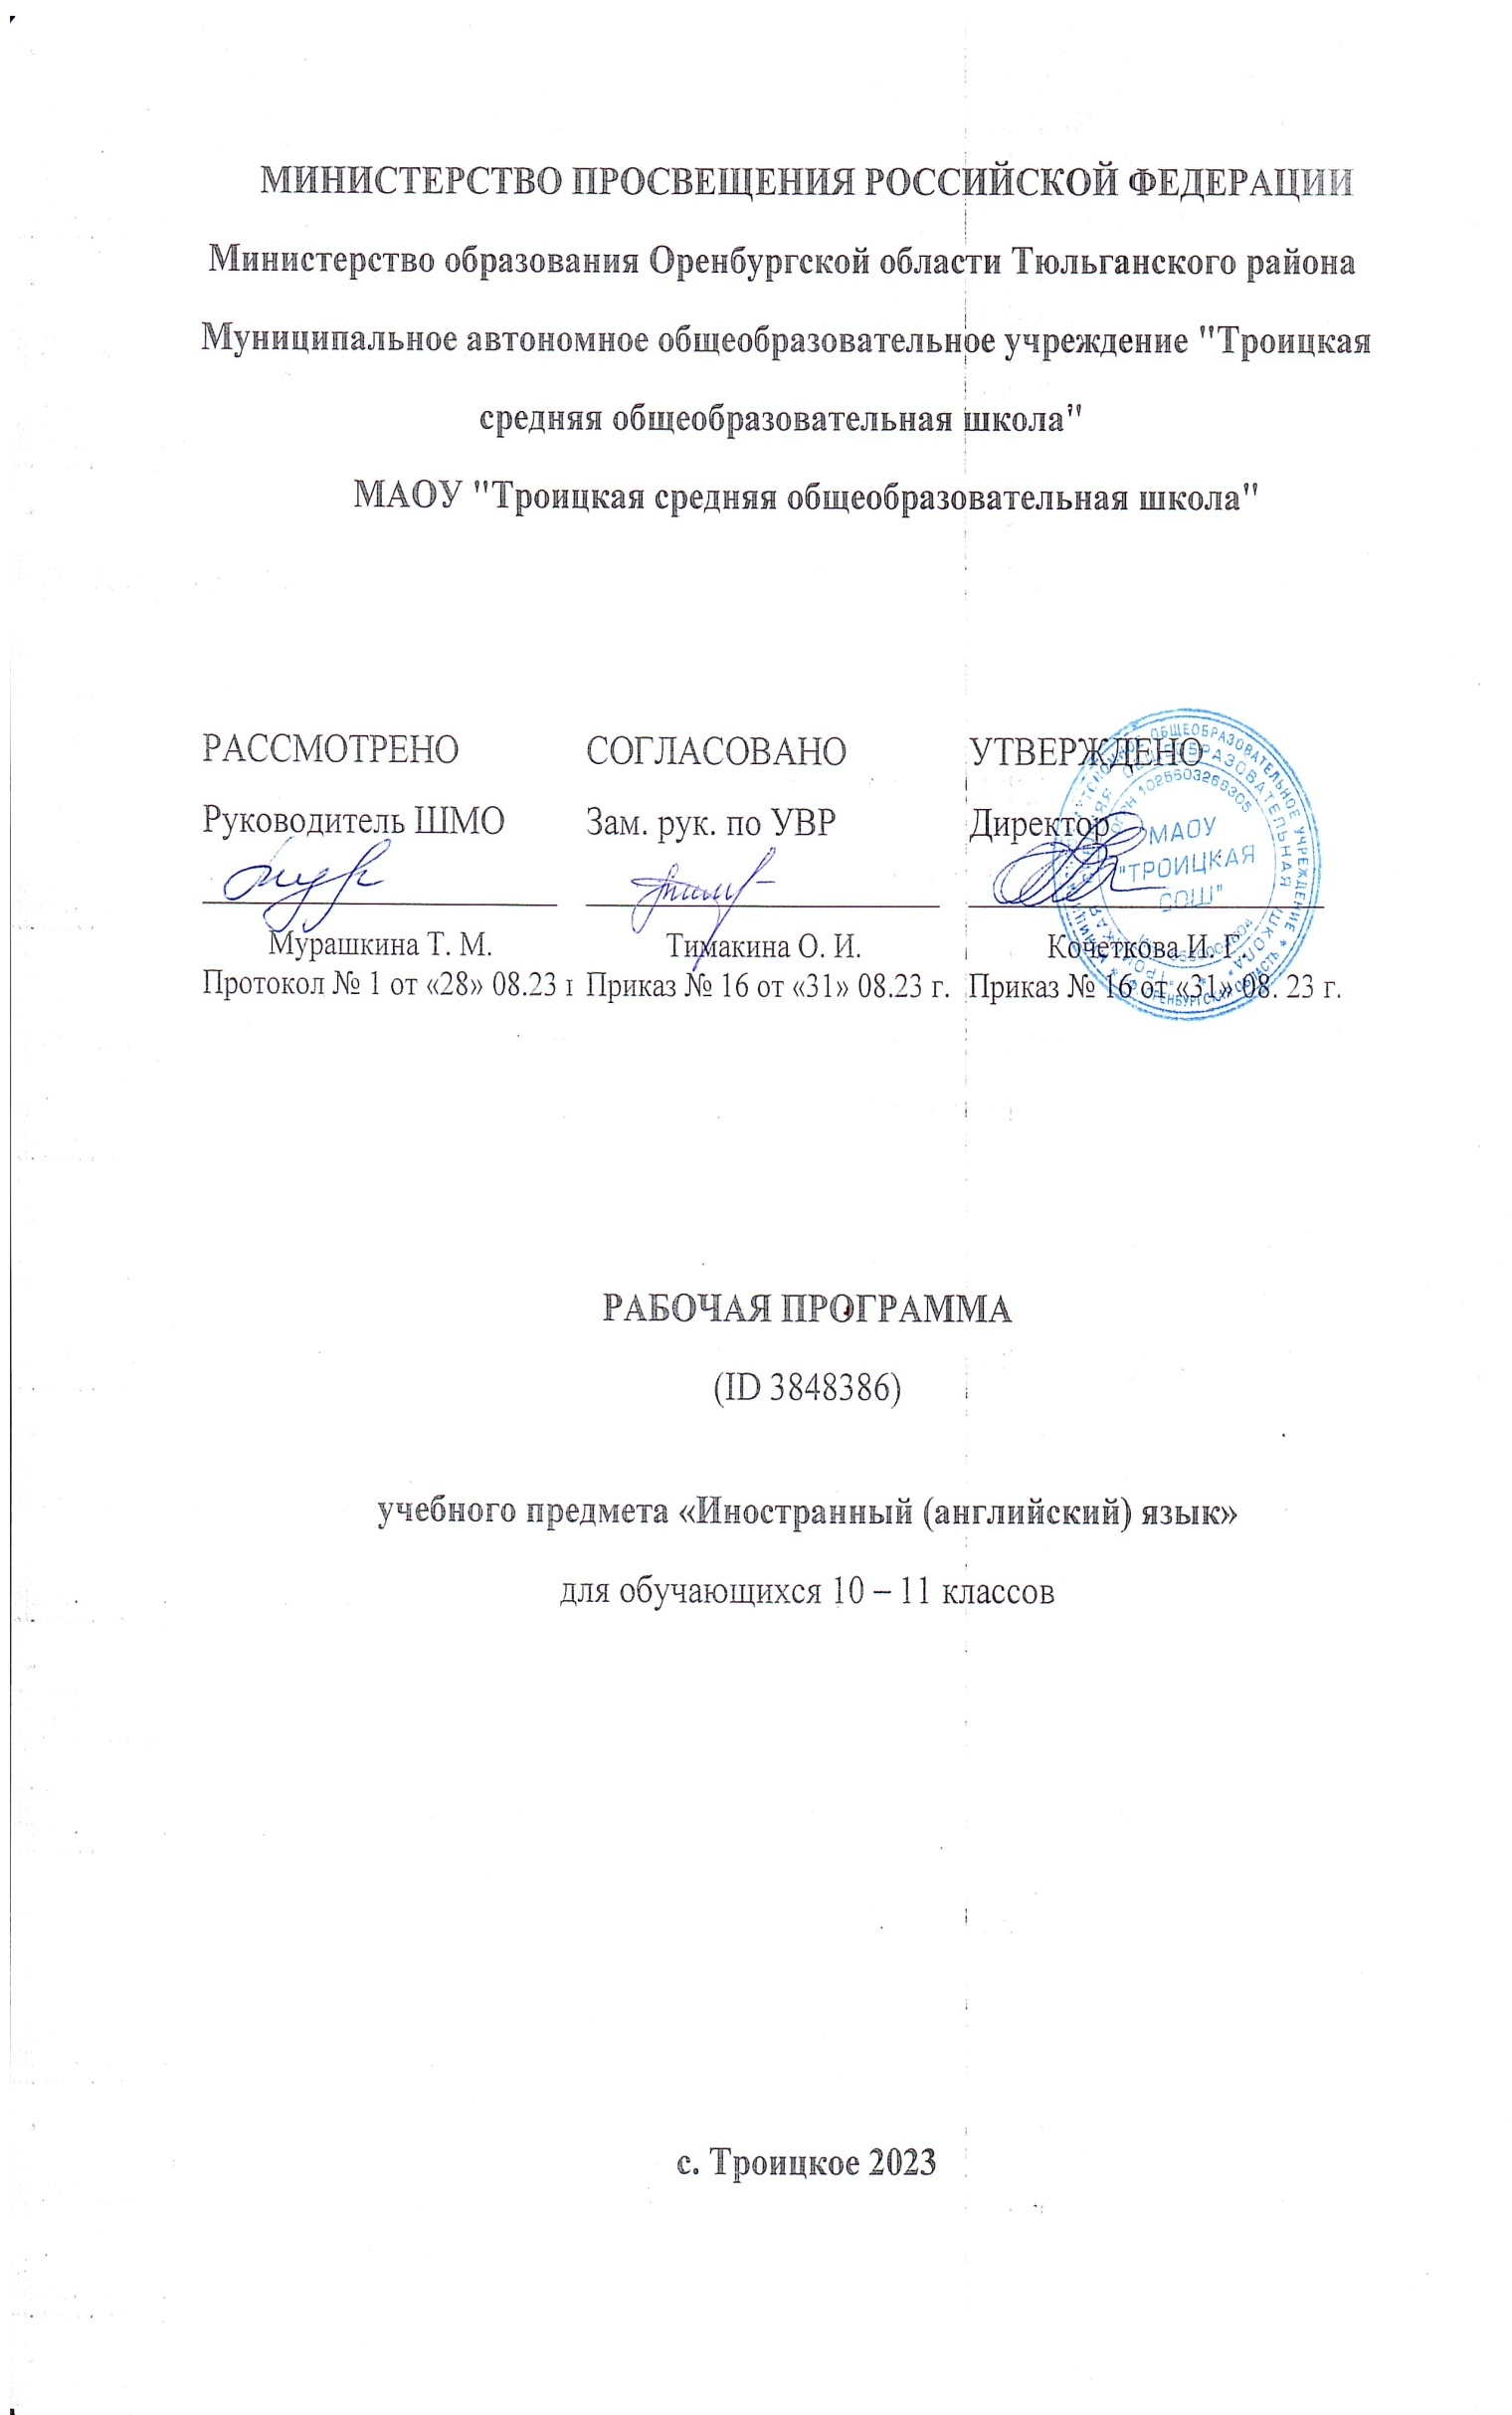 МИНИСТЕРСТВО ПРОСВЕЩЕНИЯ РОССИЙСКОЙ ФЕДЕРАЦИИ
Министерство образования Оренбургской области Тюльганского района
Муниципальное автономное общеобразовательное учреждение "Троицкая
средняя общеобразовательная школа"
МАОУ "Троицкая средняя общеобразовательная школа"
РАССМОТРЕНО
Руководитель ШМО
Мурашкина Т. М.
Протокол № 1 от «28» 08.23 г
СОГЛАСОВАНО
Зам. рук. по УВР
Тимакина О. И.
Приказ № 16 от «31» 08.23 г.
УТВЕРЖДЕНО
Директор
Кочеткова И. Г.
Приказ № 16 от «31» 08. 23 г.
МАОУ
"ТРОИЦКАЯ
СОШ"
РАБОЧАЯ ПРОГРАММА
(ID 3848386)
учебного предмета «Иностранный (английский) язык»
для обучающихся 10 – 11 классов
с. Троицкое 2023